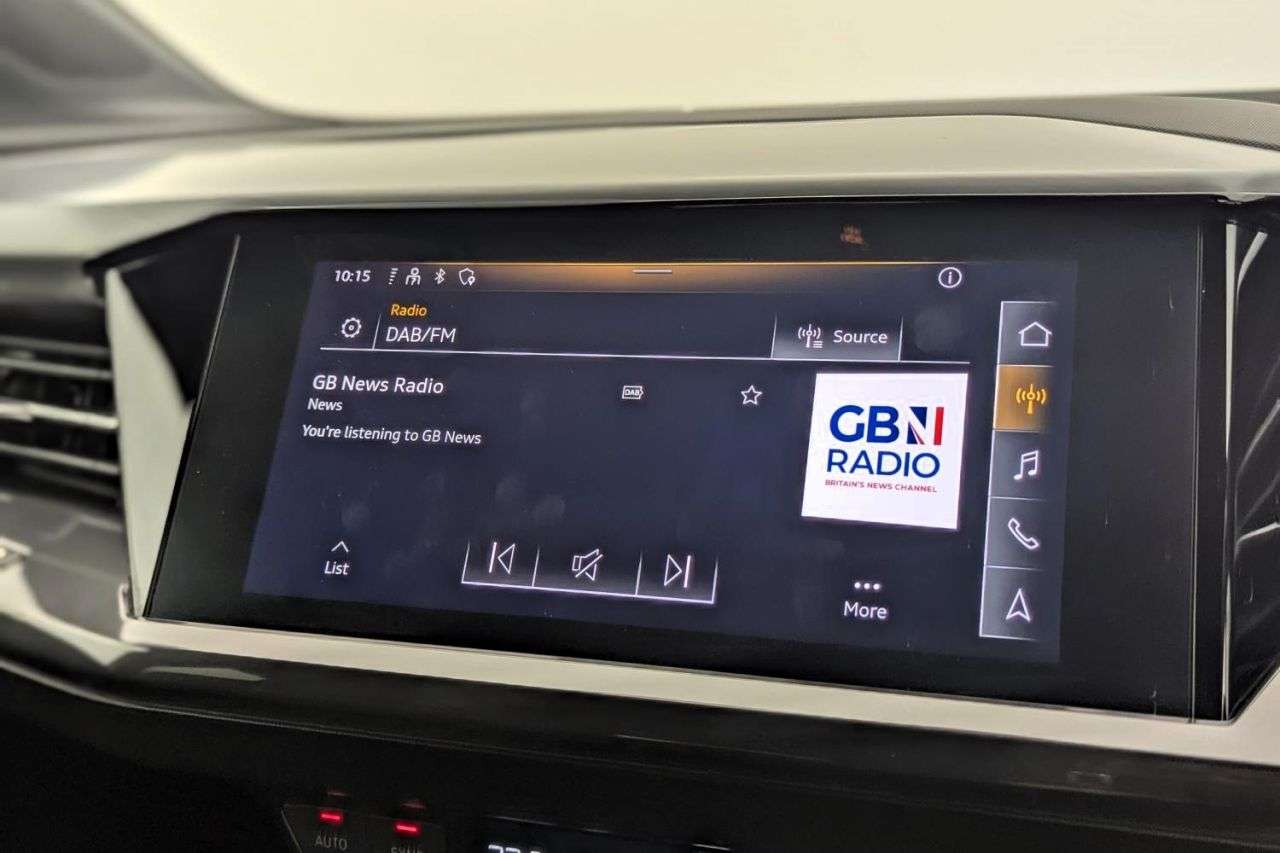 10:15
Radio
DAB/FM
Source
GB News Radio
DAB
News
You're listening to GB News
GBN
RADIO
BRITAIN'S NEWS CHANNEL
List
More
AUTO